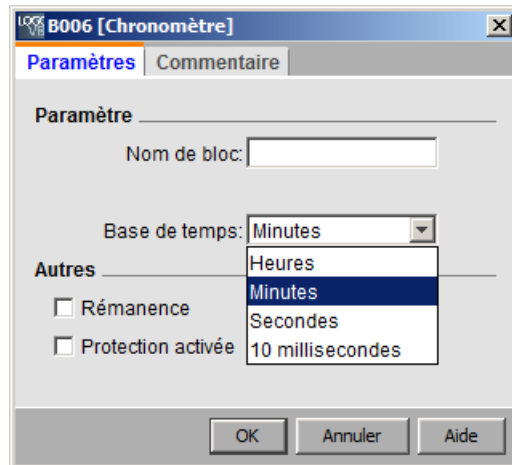 B006 [Chronomètre]
Paramètres Commentaire
Paramètre
Nom de bloc:
Base de temps: Minutes
Heures
Autres
Minutes
Rémanence
Secondes
Protection activée
10 millisecondes
OK Annuler Aide